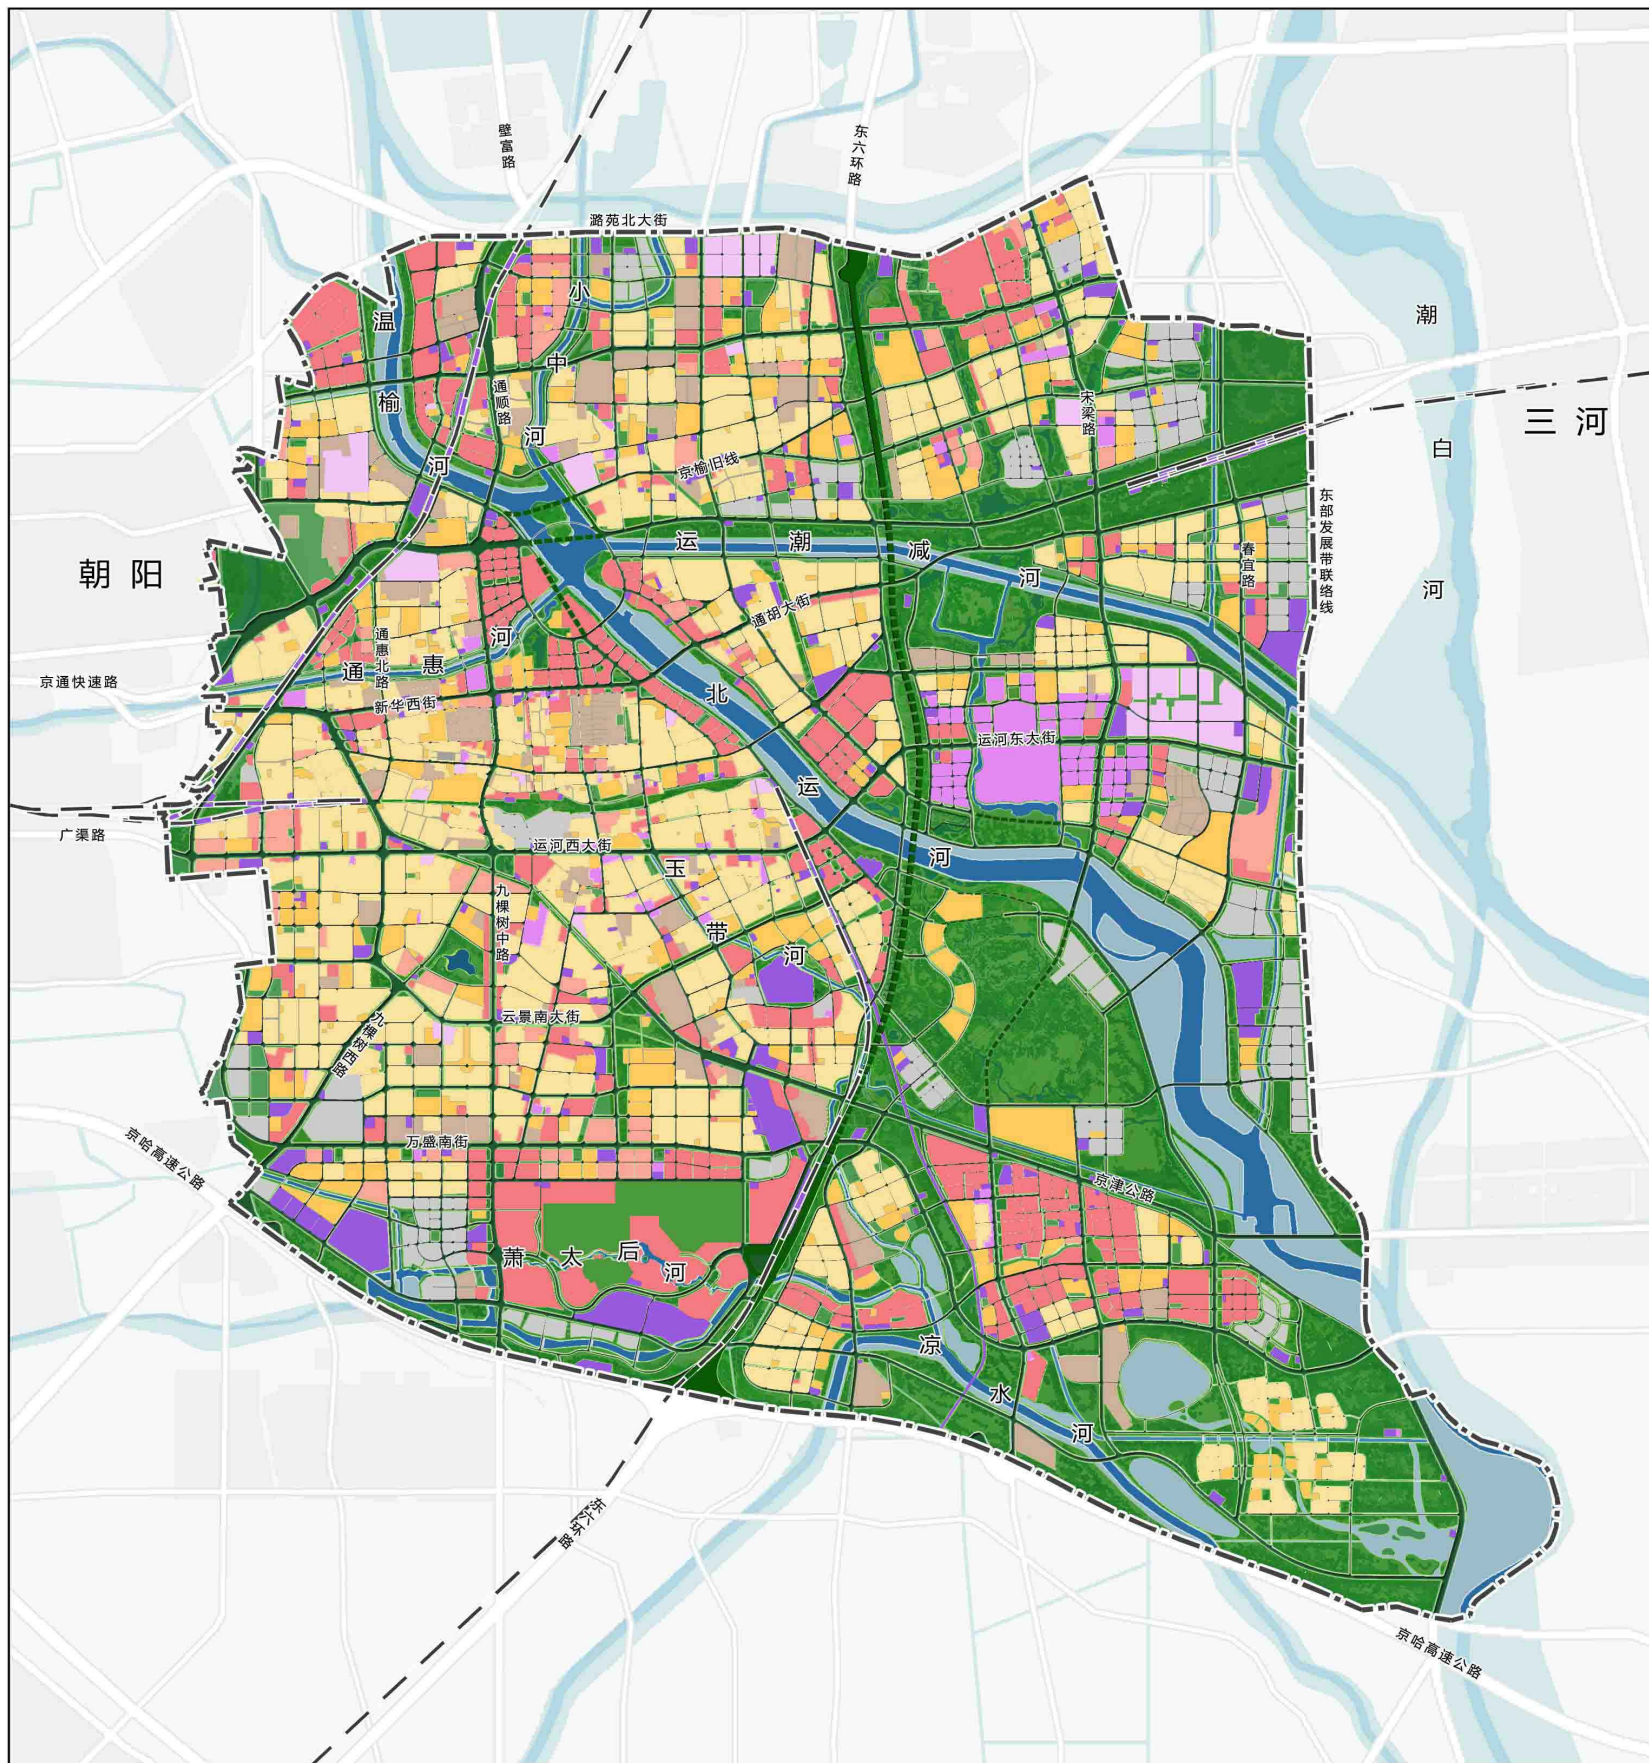 壁富路
东六环路
潞苑北大街
小中河
温榆河
潮白河
通顺路
宋梁路
三河
京榆旧线
东部发展带联络线
运潮减河
春宜路
朝阳
通胡大街
通惠北路
通惠河
京通快速路
新华西街
北运河
运河东大街
广渠路
运河西大街
玉带河
九棵树中路
云景南大街
九棵树西路
万盛南街
京哈高速公路
京津公路
萧太后河
凉水河
东六环路
京哈高速公路